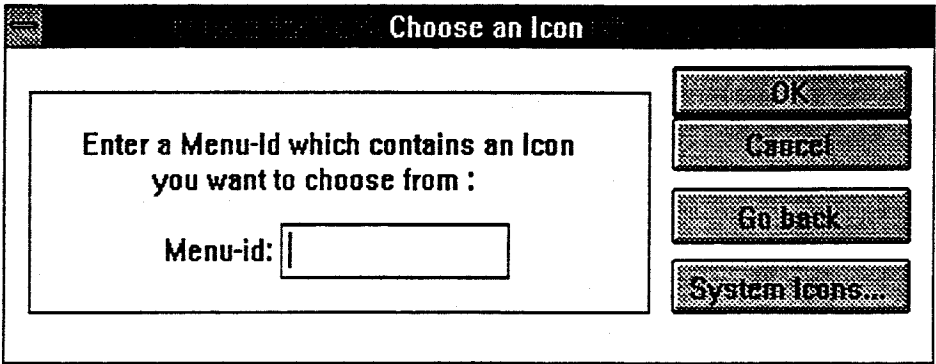 Choose an Icon
Enter a Menu-Id which contains an Icon
you want to choose from :
Menu-id:
OK
Cancel
Go back
System Icons...